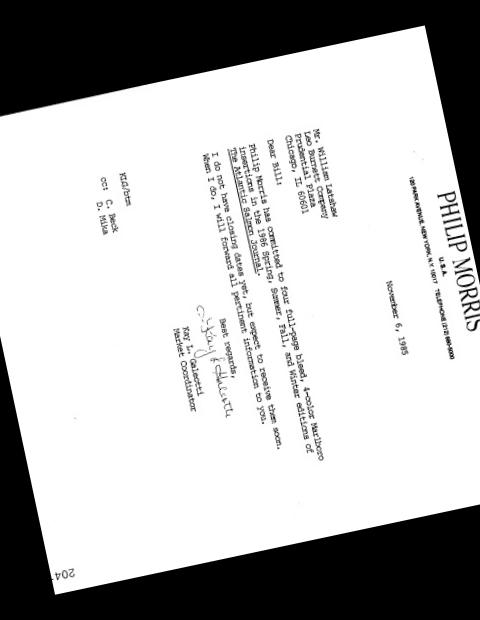 PHILIP MORRIS
U.S.A.
120 PARK AVENUE, NEW YORK, N.Y. 10017 · TELEPHONE (212) 880-5000
November 6, 1985
Mr. William Latshaw
Leo Burnett Company
Prudential Plaza
Chicago, IL 60601
Dear Bill:
Philip Morris has committed to four full-page bleed, 4-color Marlboro
insertions in the 1986 Spring, Summer, Fall, and Winter editions of
The Atlantic Salmon Journal.
I do not have closing dates yet, but expect to receive them soon.
When I do, I will forward all pertinent information to you.
Best regards,
Kay L. Galeotti
Market Coordinator
KLG/btm
cc: C. Beck
D. Mika
204